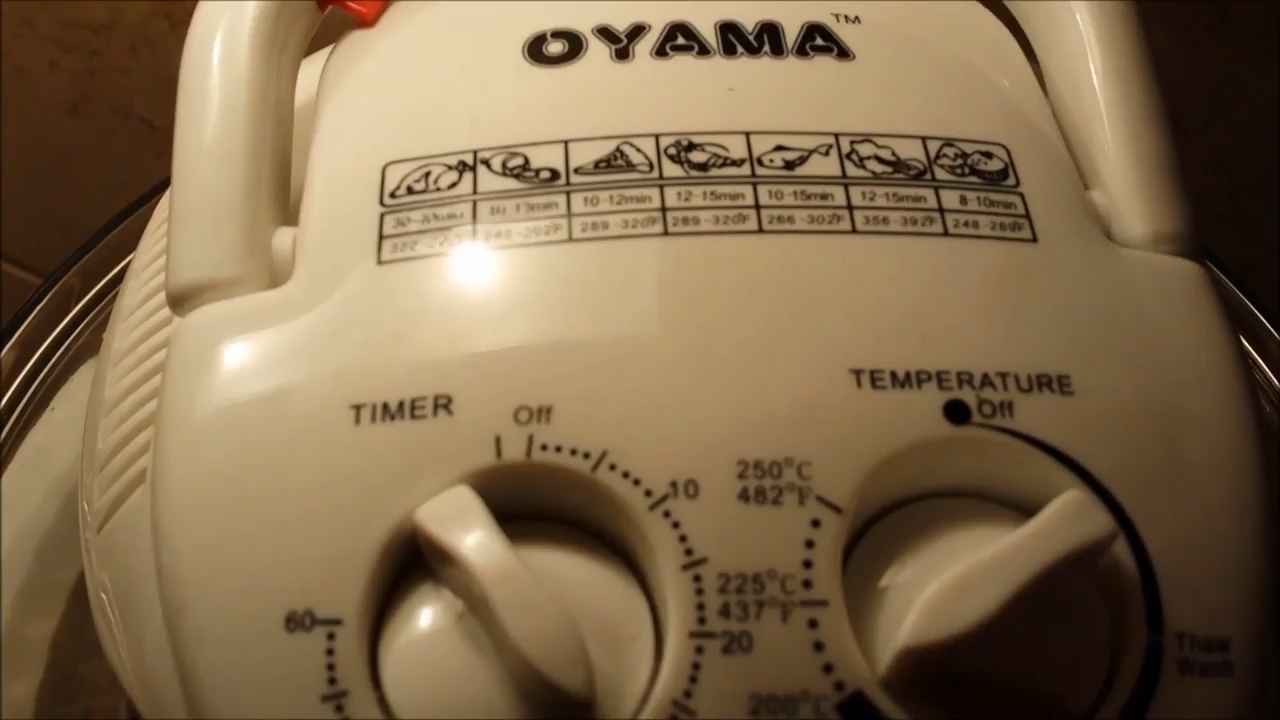 OYAMA™
10-12min 12-15min 10-15min 12-15min 8-10min
289-320°F 289-320°F 266-302°F 356-392°F 248-289°F
TIMER
Off
10
20
60
TEMPERATURE
Off
250°C
482°F
225°C
437°F
200°C
Thaw
Wash